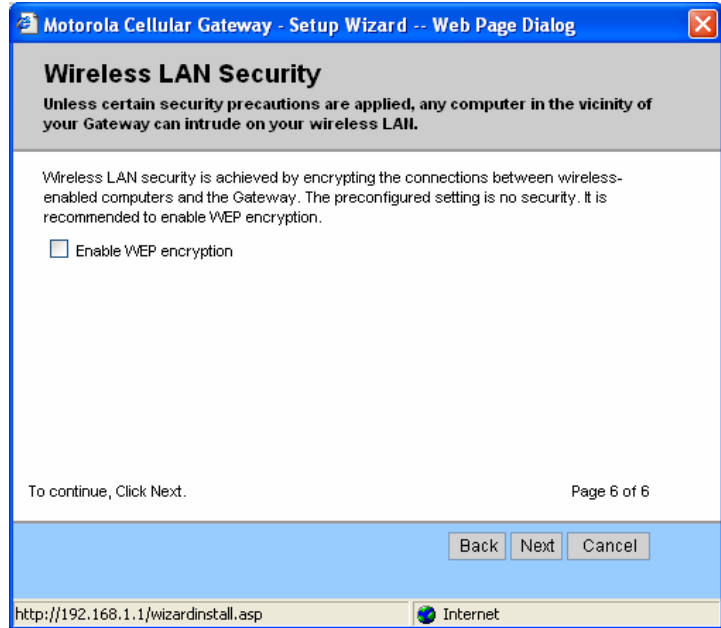 Motorola Cellular Gateway - Setup Wizard -- Web Page Dialog
Wireless LAN Security
Unless certain security precautions are applied, any computer in the vicinity of
your Gateway can intrude on your wireless LAN.
Wireless LAN security is achieved by encrypting the connections between wireless-
enabled computers and the Gateway. The preconfigured setting is no security. It is
recommended to enable WEP encryption.
Enable WEP encryption
To continue, Click Next.
Page 6 of 6
Back Next Cancel
http://192.168.1.1/wizardinstall.asp
Internet